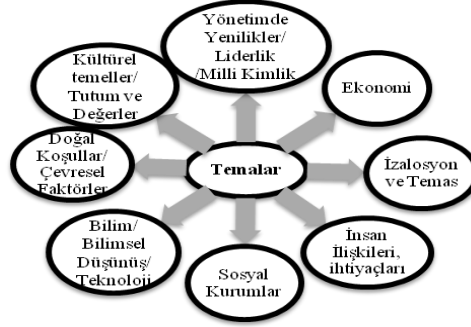 Yönetimde
Yenilikler/
Liderlik
/Milli Kimlik
Kültürel
temeller/
Tutum ve
Değerler
Ekonomi
Doğal
Koşullar/
Çevresel
Faktörler
Temalar
İzalosyon
ve Temas
Bilim/
Bilimsel
Düşünüş/
Teknoloji
Sosyal
Kurumlar
İnsan
İlişkileri,
ihtiyaçları